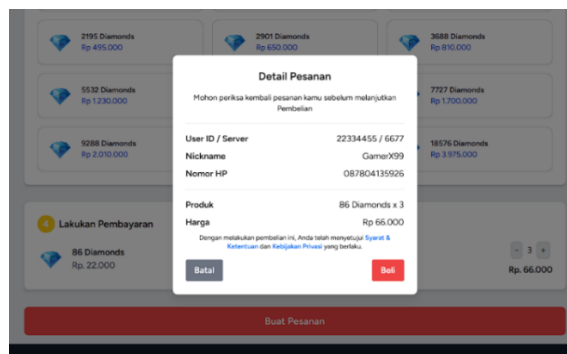 2195 Diamonds
Rp 495.000
2901 Diamonds
Rp 650.000
3688 Diamonds
Rp 810.000
5532 Diamonds
Rp 1.230.000
7727 Diamonds
Rp 1.700.000
9288 Diamonds
Rp 2.010.000
18576 Diamonds
Rp 3.975.000
Detail Pesanan
Mohon periksa kembali pesanan kamu sebelum melanjutkan
Pembelian
User ID / Server 22334455 / 6677
Nickname GamerX99
Nomor HP 087804135926
Produk 86 Diamonds x 3
Harga Rp 66.000
Dengan melakukan pembelian ini, Anda telah menyetujui Syarat &
Ketentuan dan Kebijakan Privasi yang berlaku.
Batal Beli
4 Lakukan Pembayaran
86 Diamonds
Rp. 22.000
- 3 +
Rp. 66.000
Buat Pesanan